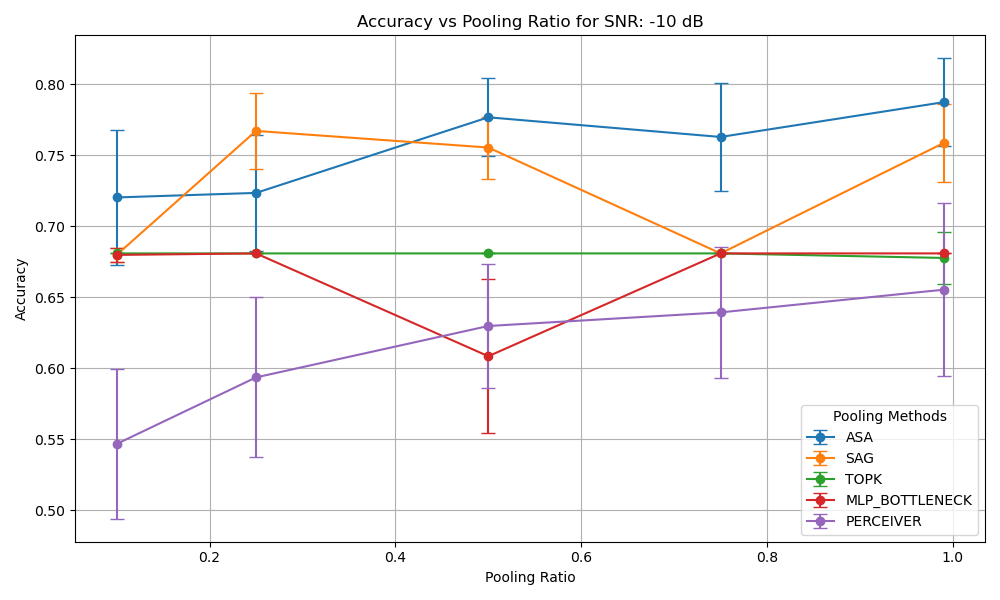 Accuracy vs Pooling Ratio for SNR: -10 dB
Accuracy
0.80
0.75
0.70
0.65
0.60
0.55
0.50
0.2
0.4
0.6
0.8
1.0
Pooling Ratio
Pooling Methods
ASA
SAG
TOPK
MLP_BOTTLENECK
PERCEIVER